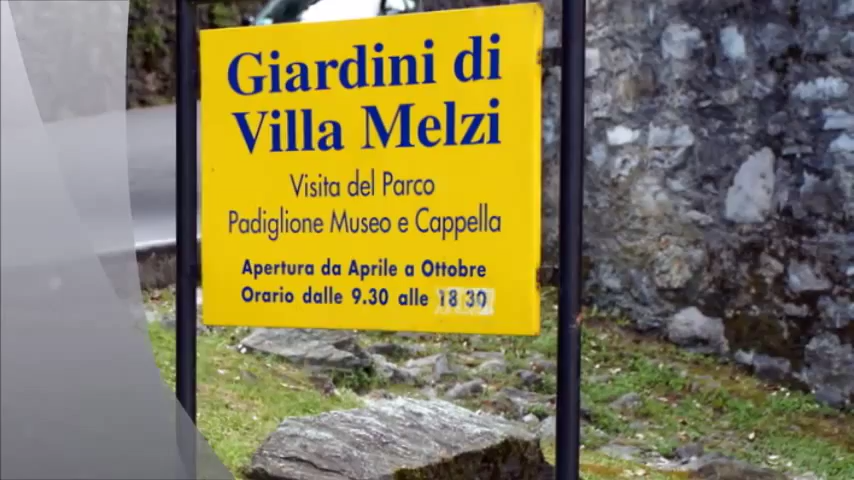 Giardini di
Villa Melzi
Visita del Parco
Padiglione Museo e Cappella
Apertura da Aprile a Ottobre
Orario dalle 9.30 alle 18 30